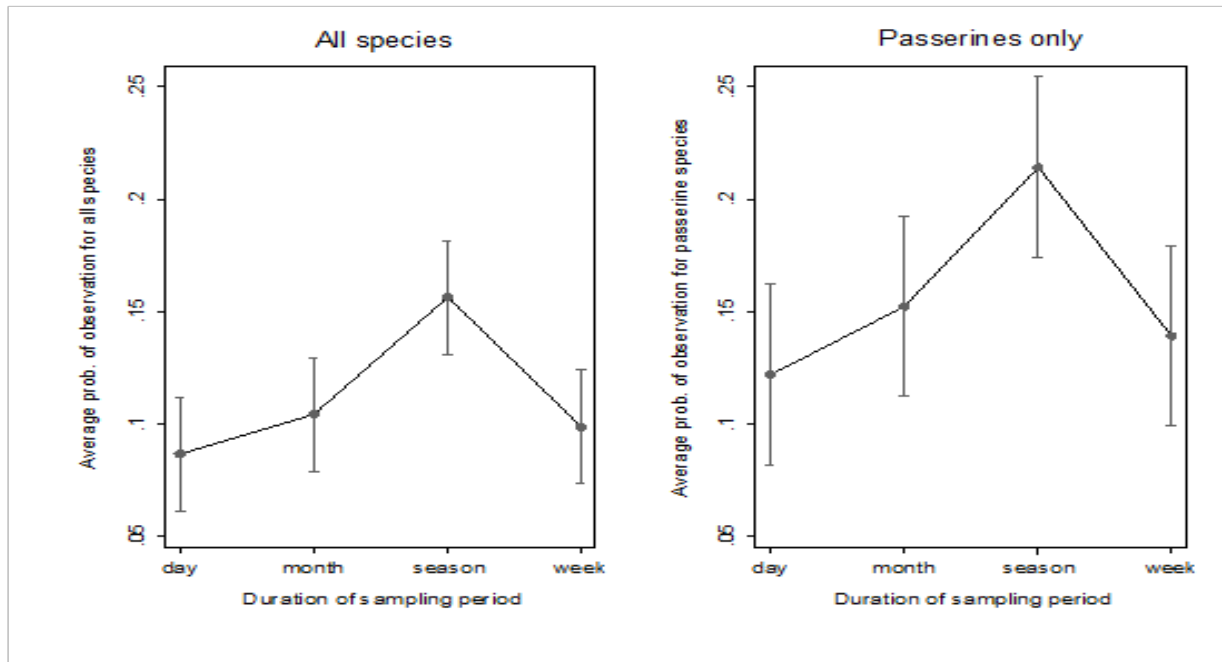 All species
Average prob. of observation for all species
.25
.2
.15
.1
.05
day month season week
Duration of sampling period
Passerines only
Average prob. of observation for passerine species
.25
.2
.15
.1
.05
day month season week
Duration of sampling period